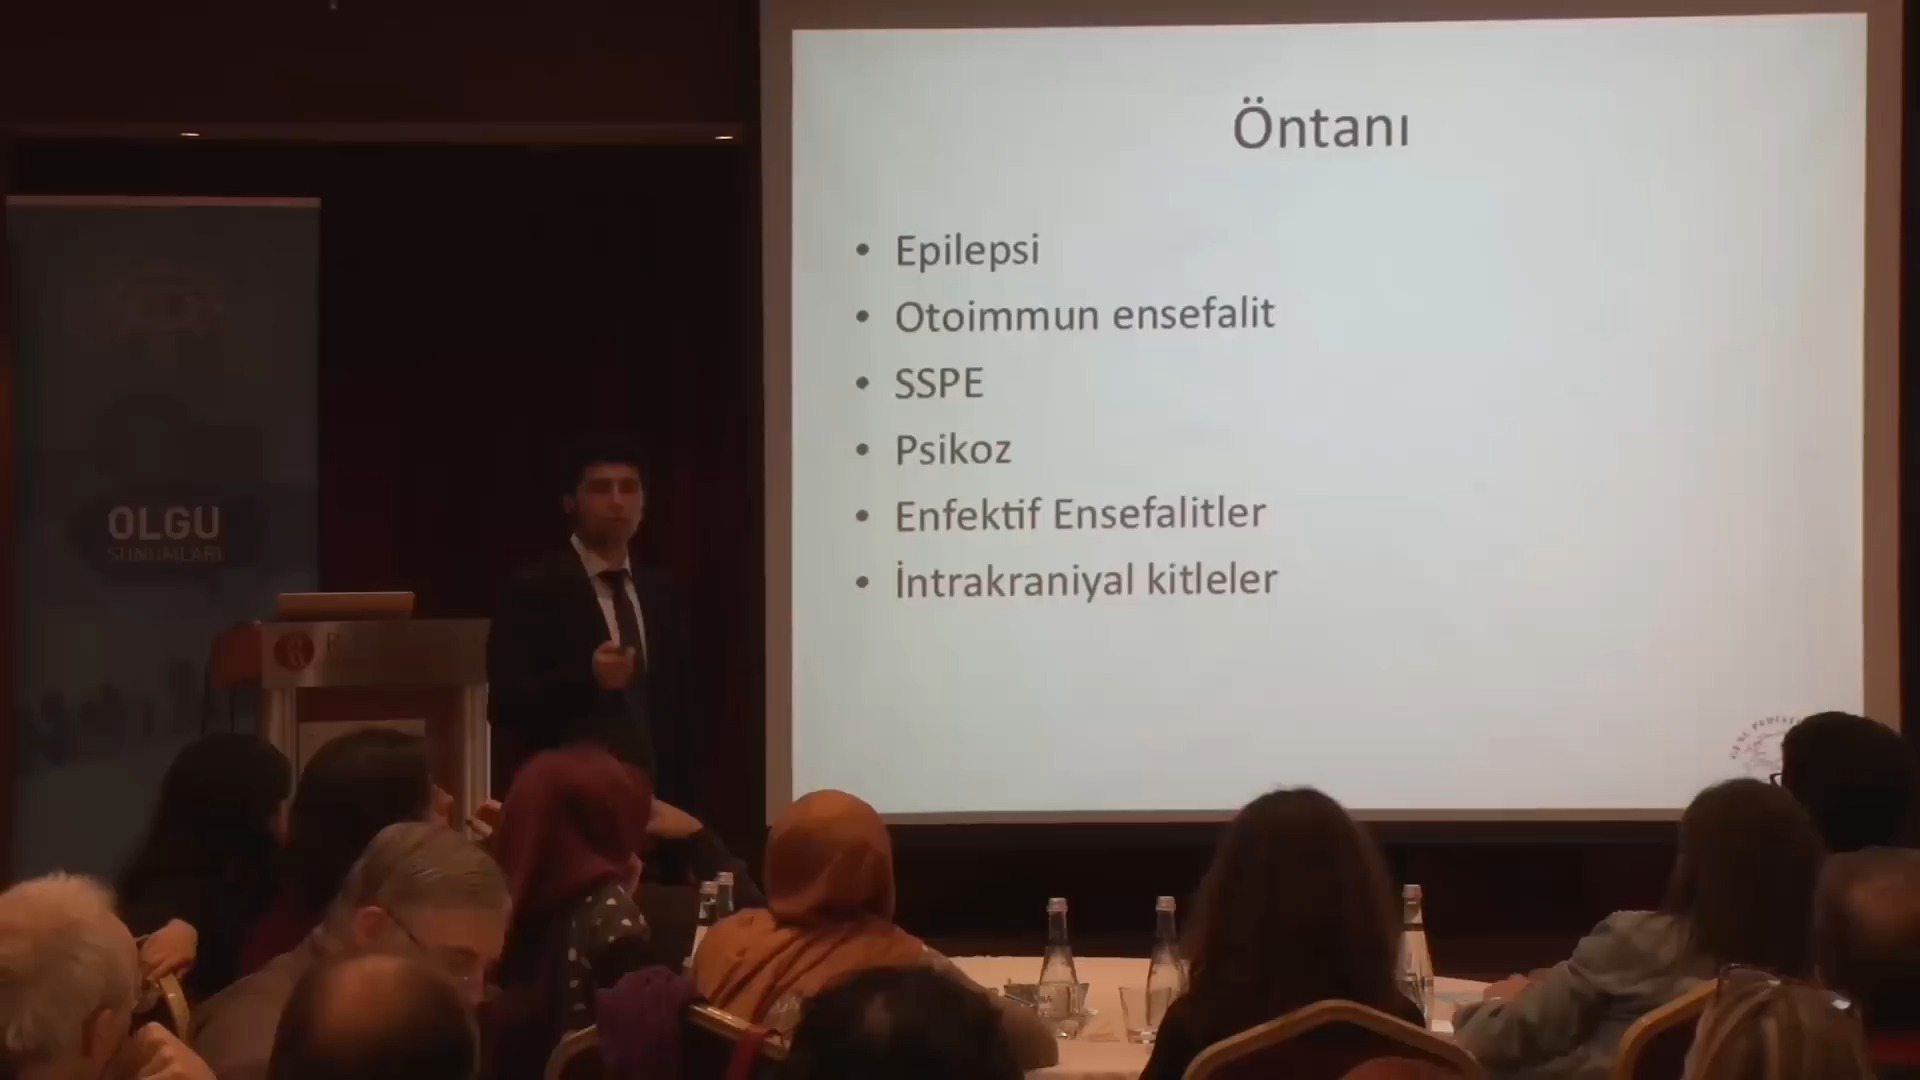 Öntanı
• Epilepsi
• Otoimmun ensefalit
• SSPE
• Psikoz
• Enfektif Ensefalitler
• İntrakraniyal kitleler
OLGU
SUNUMLARI